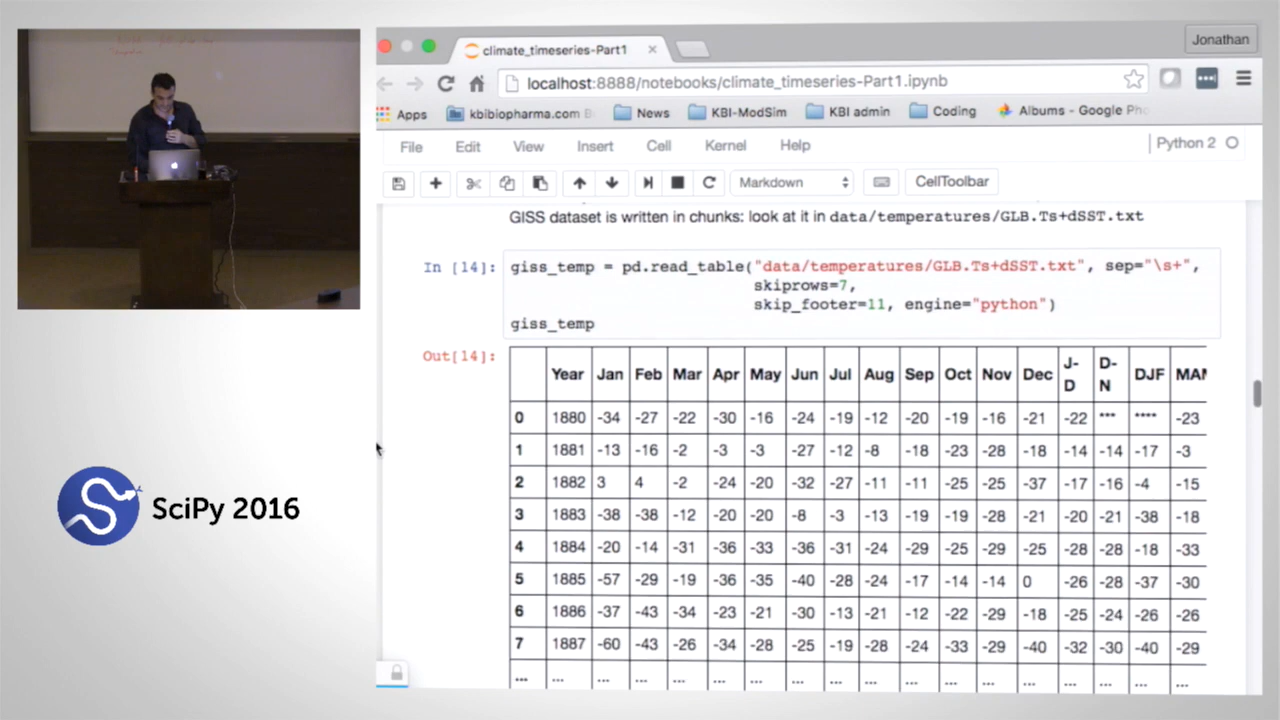 Jonathan
climate_timeseries-Part1
localhost:8888/notebooks/climate_timeseries-Part1.ipynb
Apps kbibiopharma.com B News KBI-ModSim KBI admin Coding Albums - Google Pho
File Edit View Insert Cell Kernel Help Python 2
Markdown CellToolbar
GISS dataset is written in chunks: look at it in data/temperatures/GLB.Ts+dSST.txt
In [14]: giss_temp = pd.read_table("data/temperatures/GLB.Ts+dSST.txt", sep="\s+",
skiprows=7,
skip_footer=11, engine="python")
giss_temp
Out[14]:
Year Jan Feb Mar Apr May Jun Jul Aug Sep Oct Nov Dec J-D D-N DJF MAM
0 1880 -34 -27 -22 -30 -16 -24 -19 -12 -20 -19 -16 -21 -22 *** **** -23
1 1881 -13 -16 -2 -3 -3 -27 -12 -8 -18 -23 -28 -18 -14 -14 -17 -3
2 1882 3 4 -2 -24 -20 -32 -27 -11 -11 -25 -25 -37 -17 -16 -4 -15
3 1883 -38 -38 -12 -20 -20 -8 -3 -13 -19 -19 -28 -21 -20 -21 -38 -18
4 1884 -20 -14 -31 -36 -33 -36 -31 -24 -29 -25 -29 -25 -28 -28 -18 -33
5 1885 -57 -29 -19 -36 -35 -40 -28 -24 -17 -14 -14 0 -26 -28 -37 -30
6 1886 -37 -43 -34 -23 -21 -30 -13 -21 -12 -22 -29 -18 -25 -24 -26 -26
7 1887 -60 -43 -26 -34 -28 -25 -19 -28 -24 -33 -29 -40 -32 -30 -40 -29
... ... ... ... ... ... ... ... ... ... ... ... ... ... ... ... ... ...
SciPy 2016